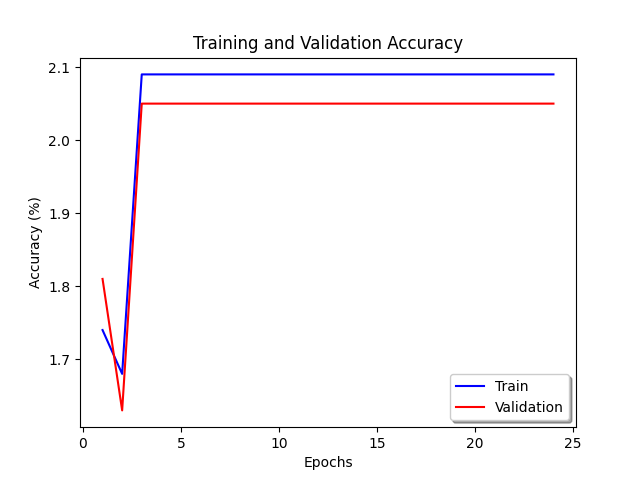 Training and Validation Accuracy
2.1
2.0
1.9
1.8
1.7
Accuracy (%)
0
5
10
15
20
25
Epochs
Train
Validation